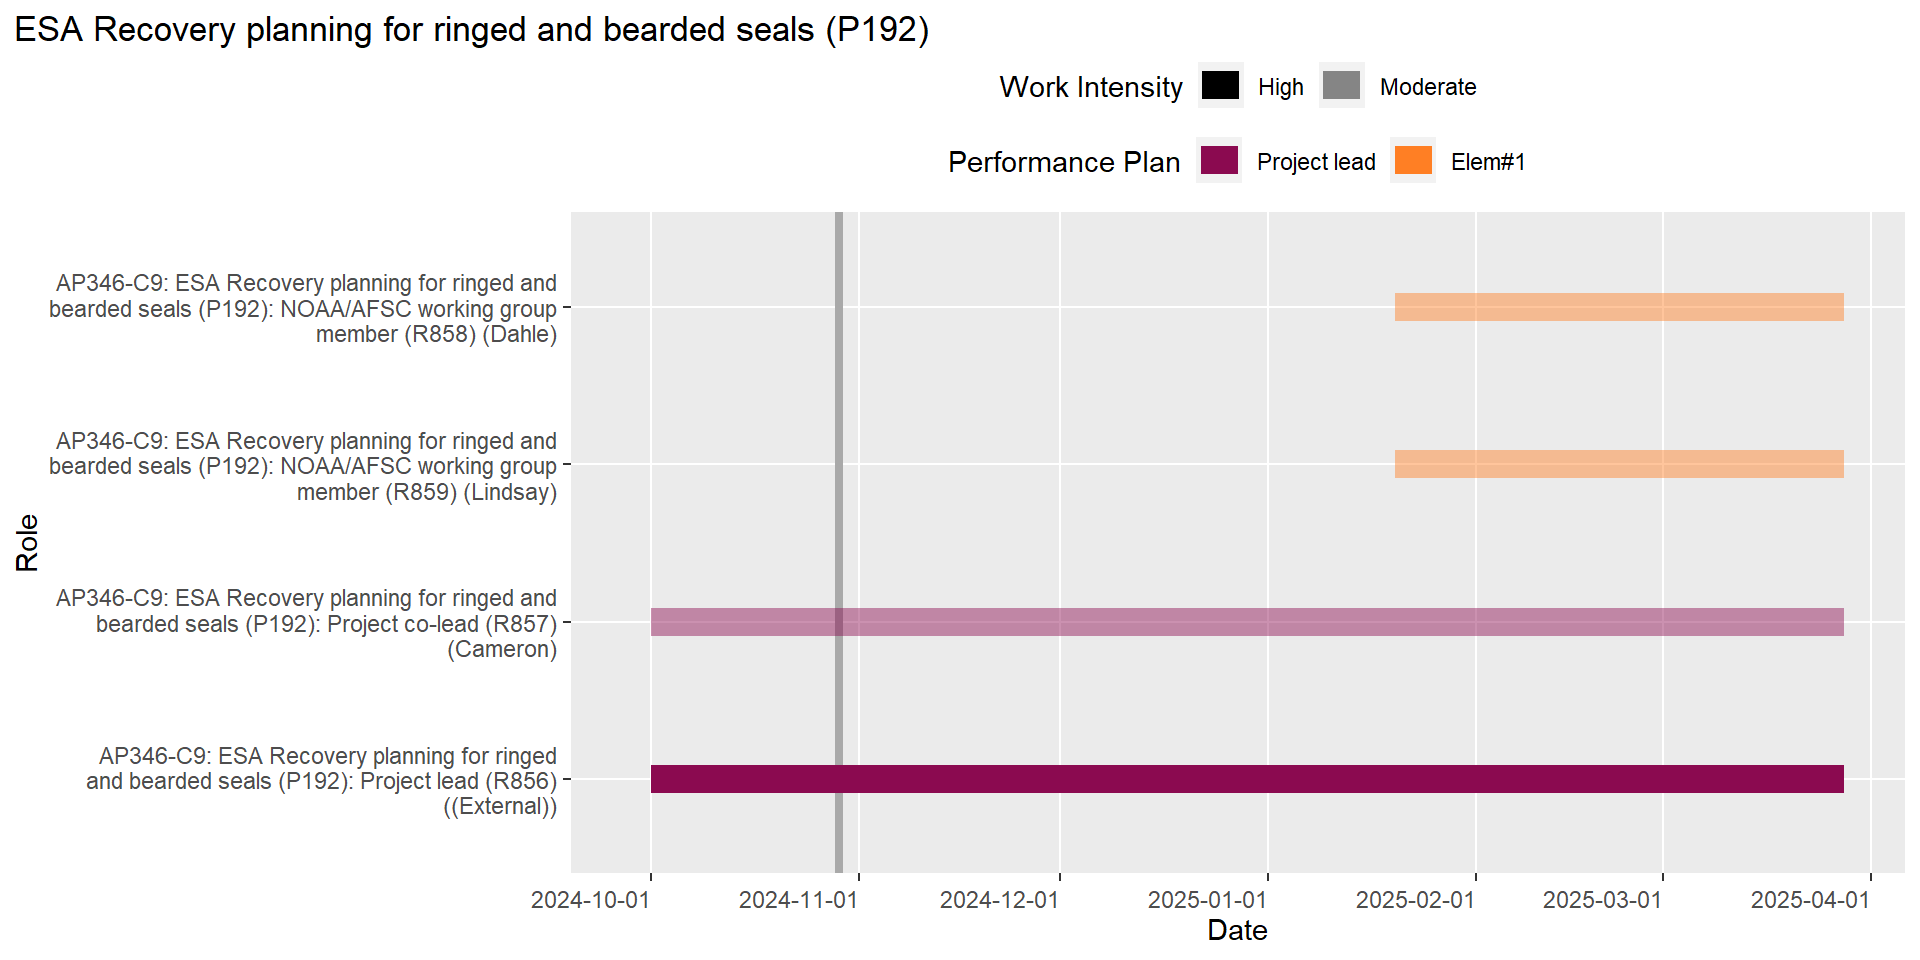 ESA Recovery planning for ringed and bearded seals (P192)
Work Intensity High Moderate
Performance Plan Project lead Elem#1
AP346-C9: ESA Recovery planning for ringed and
bearded seals (P192): NOAA/AFSC working group
member (R858) (Dahle)
AP346-C9: ESA Recovery planning for ringed and
bearded seals (P192): NOAA/AFSC working group
member (R859) (Lindsay)
Role
AP346-C9: ESA Recovery planning for ringed and
bearded seals (P192): Project co-lead (R857)
(Cameron)
AP346-C9: ESA Recovery planning for ringed
and bearded seals (P192): Project lead (R856)
((External))
2024-10-01 2024-11-01 2024-12-01 2025-01-01 2025-02-01 2025-03-01 2025-04-01
Date